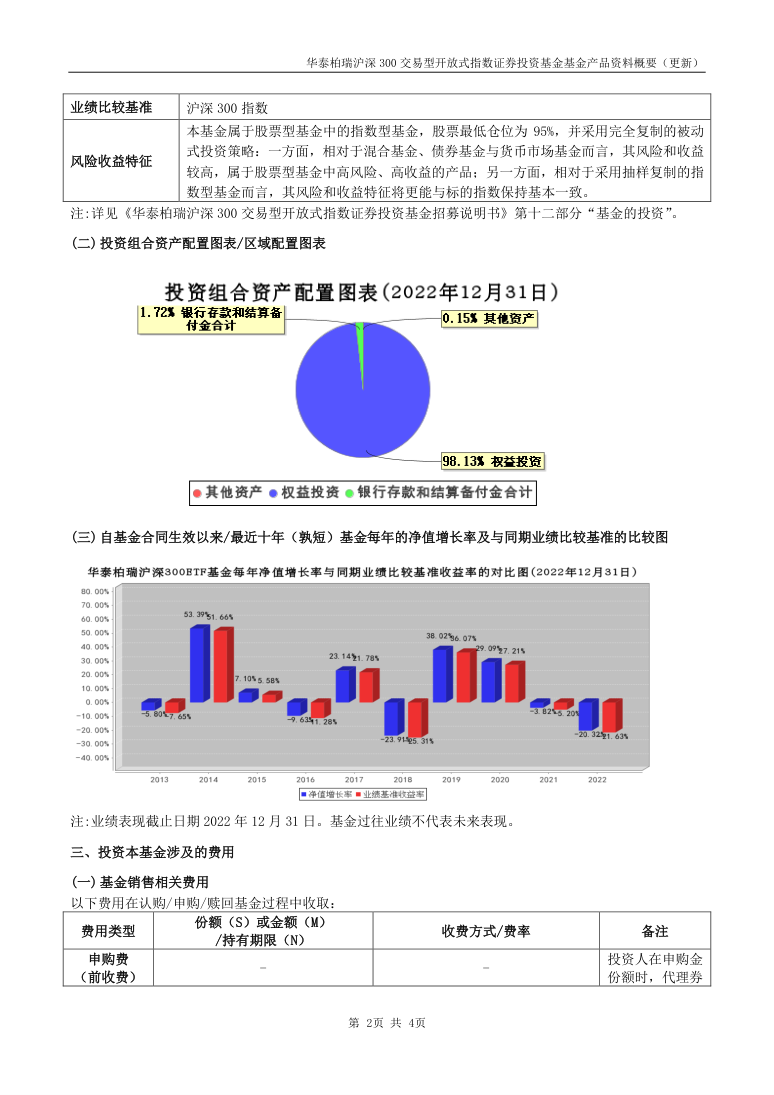 华泰柏瑞沪深 300 交易型开放式指数证券投资基金基金产品资料概要（更新）
业绩比较基准 沪深 300 指数
风险收益特征
本基金属于股票型基金中的指数型基金，股票最低仓位为 95%，并采用完全复制的被动
式投资策略：一方面，相对于混合基金、债券基金与货币市场基金而言，其风险和收益
较高，属于股票型基金中高风险、高收益的产品；另一方面，相对于采用抽样复制的指
数型基金而言，其风险和收益特征将更能与标的指数保持基本一致。
注:详见《华泰柏瑞沪深 300 交易型开放式指数证券投资基金招募说明书》第十二部分“基金的投资”。
(二)投资组合资产配置图表/区域配置图表
投资组合资产配置图表(2022年12月31日)
1.72% 银行存款和结算备
付金合计
0.15% 其他资产
98.13% 权益投资
其他资产 权益投资 银行存款和结算备付金合计
(三)自基金合同生效以来/最近十年（孰短）基金每年的净值增长率及与同期业绩比较基准的比较图
华泰柏瑞沪深300ETF基金每年净值增长率与同期业绩比较基准收益率的对比图(2022年12月31日)
80.00%
70.00%
60.00%
50.00%
40.00%
30.00%
20.00%
10.00%
0.00%
-10.00%
-20.00%
-30.00%
-40.00%
-5.80% -7.65%
53.39% 51.66%
7.10% 5.58%
-9.63% -11.28%
23.14% 21.78%
-23.91% -25.31%
38.02% 36.07%
29.09% 27.21%
-3.82% -5.20%
-20.32% -21.63%
2013 2014 2015 2016 2017 2018 2019 2020 2021 2022
净值增长率 业绩基准收益率
注:业绩表现截止日期 2022 年 12 月 31 日。基金过往业绩不代表未来表现。
三、投资本基金涉及的费用
(一)基金销售相关费用
以下费用在认购/申购/赎回基金过程中收取：
费用类型 份额（S）或金额（M） 收费方式/费率 备注
/持有期限（N）
申购费 – – 投资人在申购金
（前收费） 份额时，代理券
第 2页 共 4页